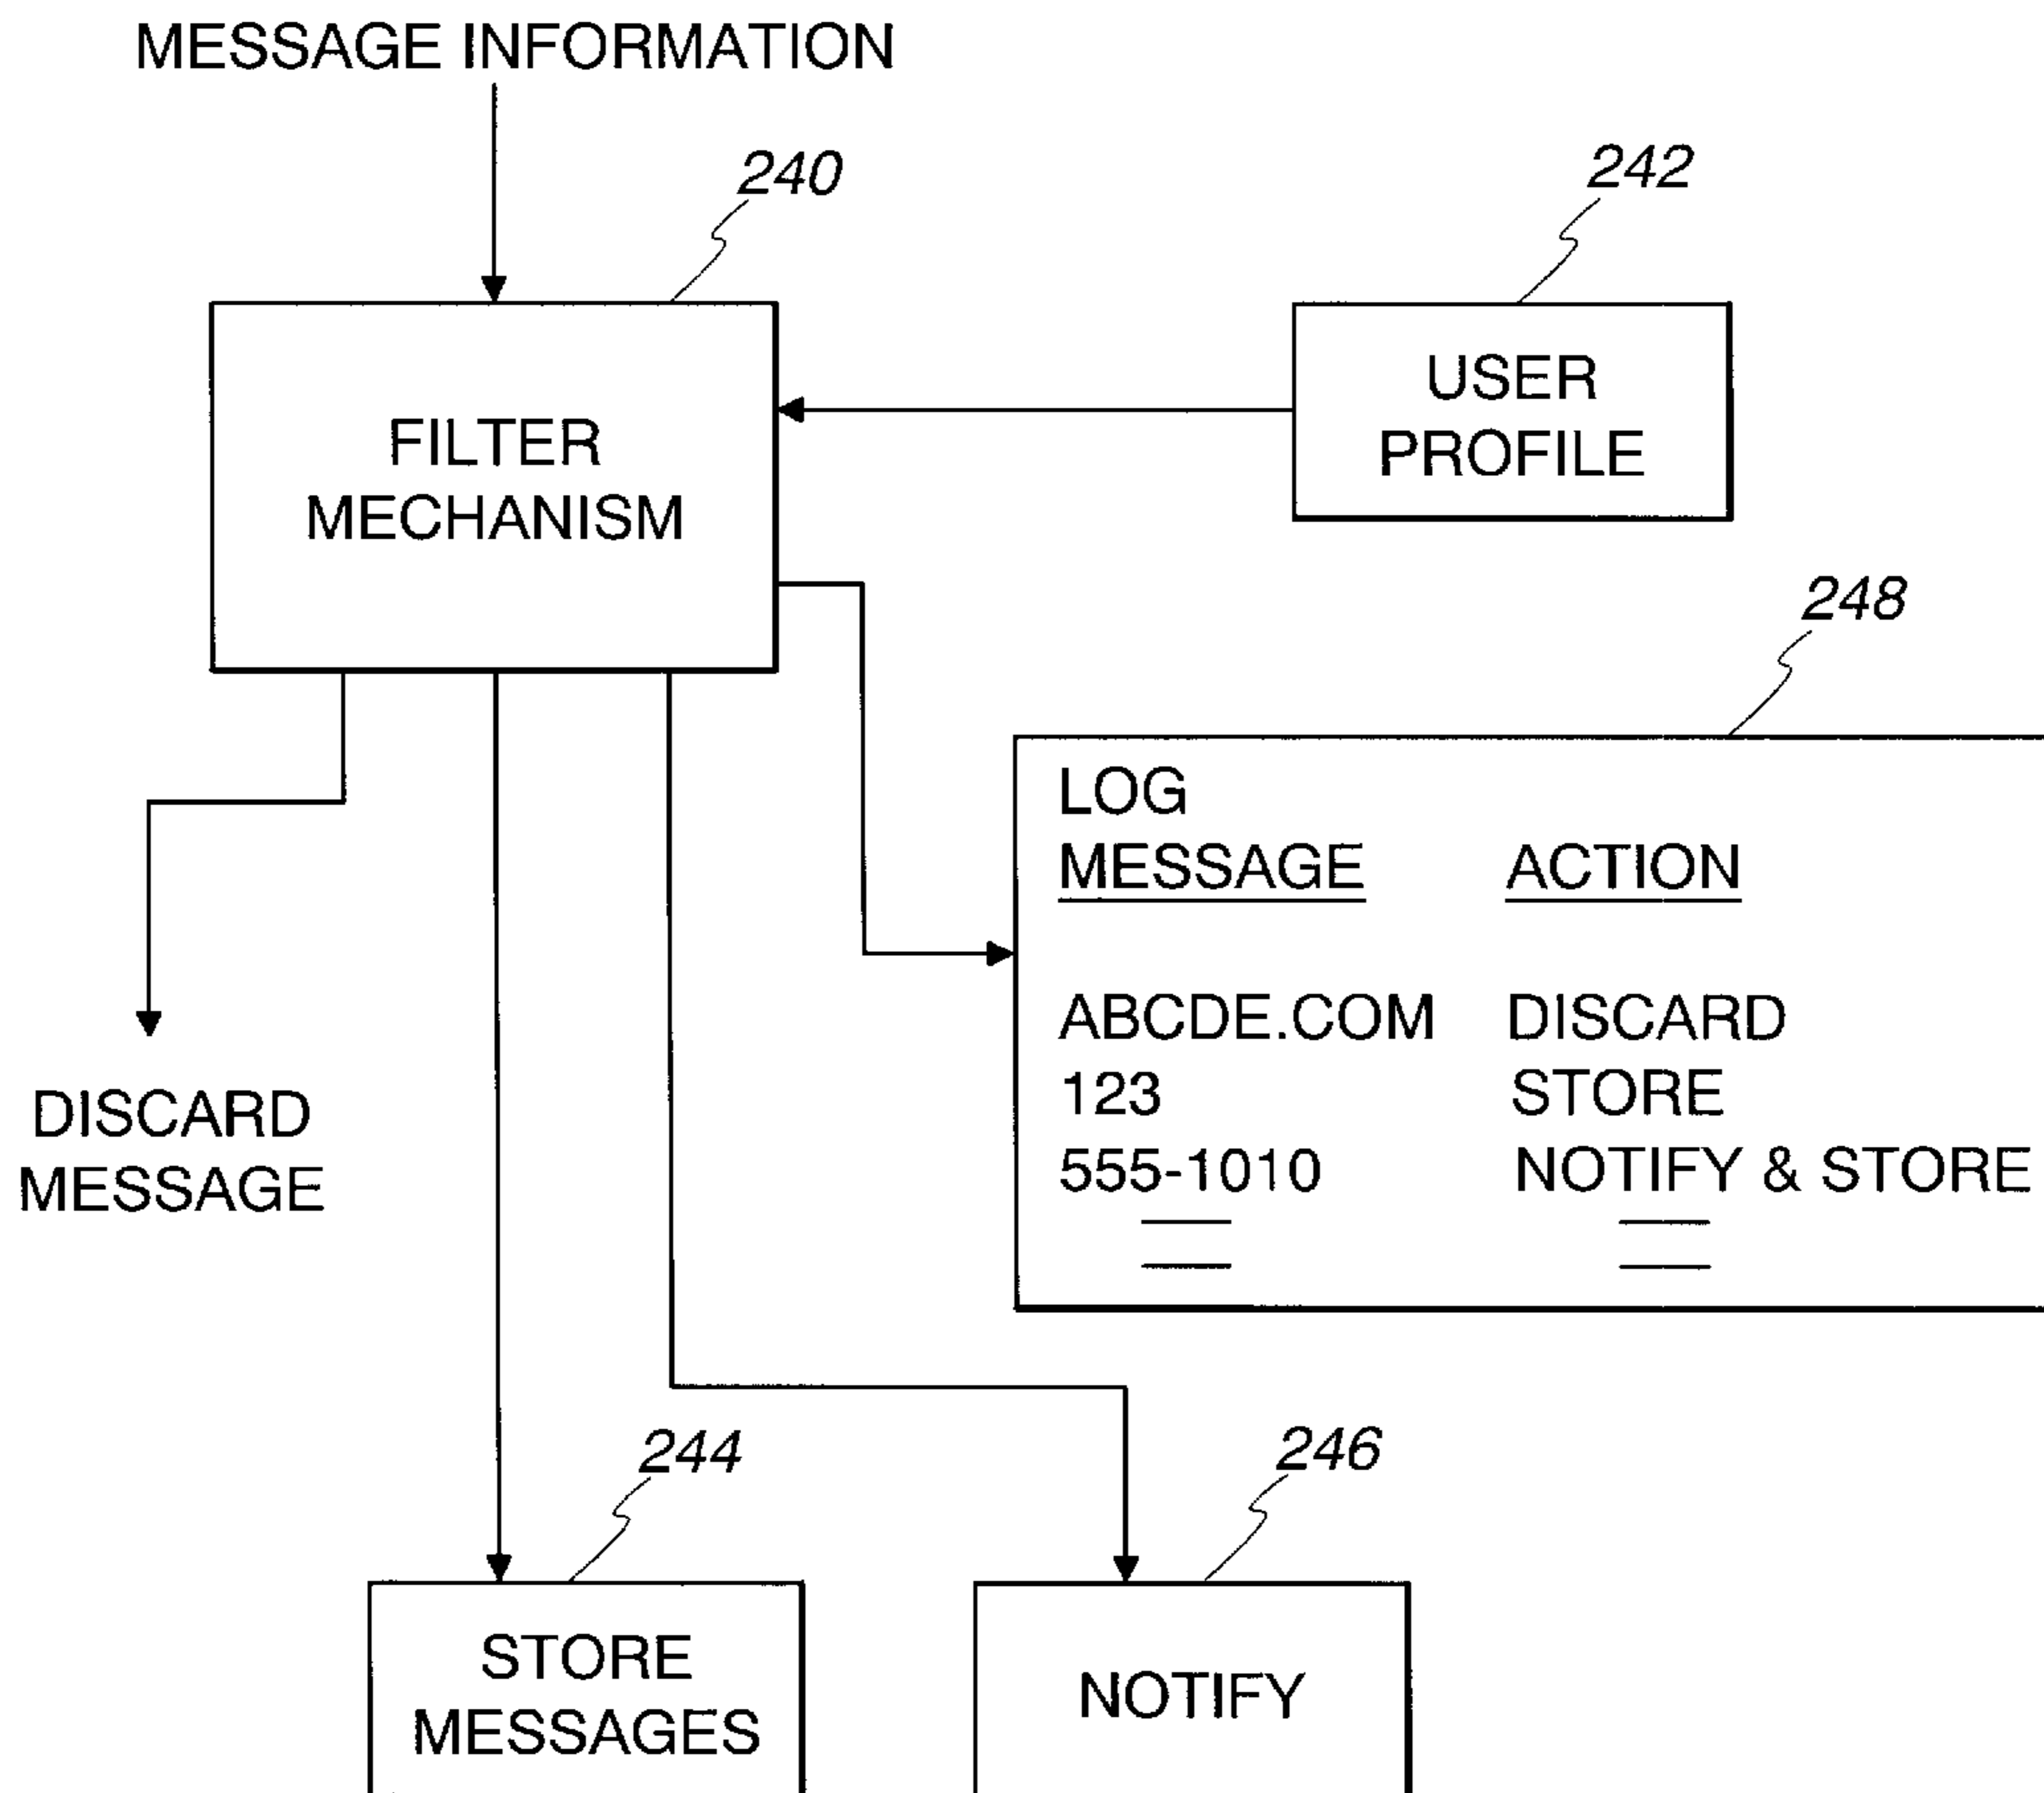 MESSAGE INFORMATION
240
242
FILTER
MECHANISM
USER
PROFILE
248
LOG
MESSAGE ACTION
ABCDE.COM DISCARD
123 STORE
555-1010 NOTIFY & STORE
DISCARD
MESSAGE
244
246
STORE
MESSAGES
NOTIFY